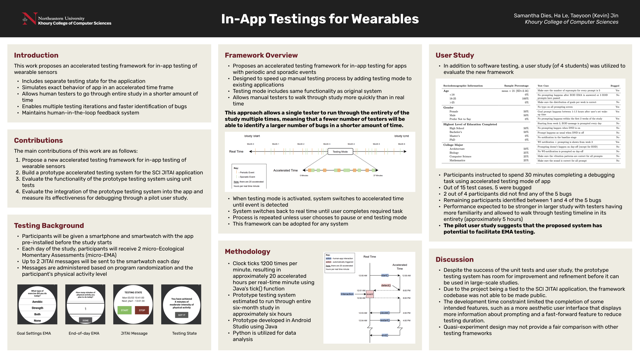 Northeastern University
Khoury College of Computer Sciences
In-App Testings for Wearables
Samantha Dies, Ha Le, Taeyoon (Kevin) Jin
Khoury College of Computer Sciences
Introduction
This work proposes an accelerated framework for in-app testing of
wearable sensors
• Includes separate testing state for the application
• Simulates exact behavior of app in an accelerated time frame
• Allows human testers to go through entire study in a shorter amount of
time
• Enables multiple testing iterations and faster identification of bugs
• Maintains human-in-the-feedback system
Contributions
The main contributions of this work are as follows:
1. Propose a new accelerated testing framework for in-app testing of
wearable sensors
2. Build a prototype accelerated testing system for the SCI JITAI application
3. Evaluate the functionality of the prototype testing system using unit
tests
4. Evaluate the integration of the prototype testing system into the app and
measure its effectiveness for debugging through a pilot user study.
Testing Background
• Participants will be given a smartphone and smartwatch with the app
pre-installed before the study starts
• Each day of the study, participants will receive 2 micro-Ecological
Momentary Assessments (micro-EMA)
• Up to 2 JITAI messages will be sent to the smartwatch each day
• Messages are administered based on program randomization and the
participant's physical activity level
Goal Settings EMA
End-of-day EMA
JITAI Message
Testing State
Framework Overview
• Proposes an accelerated testing framework for in-app testing for
apps with periodic and sporadic events
• Designed to speed up manual testing process by adding testing mode to
existing applications
• Testing mode includes same functionality as original system
• Allows manual testers to walk through study more quickly than in real
time
This approach allows a single tester to run through the entirety of the
study multiple times, meaning that a fewer number of testers will be
able to identify a larger number of bugs in a shorter amount of time.
study start
study end
Real Time
Accelerated Time
• When testing mode is activated, system switches to accelerated time
until event is detected
• System switches back to real time until user completes required task
• Process is repeated unless user chooses to pause or end testing mode
• This framework can be adopted for any system
Methodology
• Clock ticks 1200 times per
minute, resulting in
approximately 20 accelerated
hours per real-time minute using
Java's tick() function
• Prototype testing system
estimated to run through entire
six-month study in
approximately six hours
• Prototype developed in Android
Studio using Java
• Python is utilized for data
analysis
Real Time
Accelerated
Time
User Study
• In addition to software testing, a user study (of 4 students) was utilized to
evaluate the new framework
• Participants instructed to spend 30 minutes completing a debugging
task using accelerated testing mode of app
• Out of 15 test cases, 5 were bugged
• 2 out of 4 participants did not find any of the 5 bugs
• Remaining participants identified between 1 and 4 of the 5 bugs
• Performance expected to be stronger in larger study with testers having
more familiarity and allowed to walk through testing timeline in its
entirety (approximately 5 hours)
• The pilot user study suggests that the proposed system has
potential to facilitate EMA testing.
Discussion
• Despite the success of the unit tests and user study, the prototype
testing system has room for improvement and refinement before it can
be used in large-scale studies.
• Due to the project being a tied to the SCI JITAI application, the framework
codebase was not able to be made public.
• The development time constraint limited the completion of some
intended features, such as a more aesthetic user interface that displays
more information about prompting and a fast-forward feature to reduce
testing duration.
• Quasi-experiment design may not provide a fair comparison with other
testing frameworks